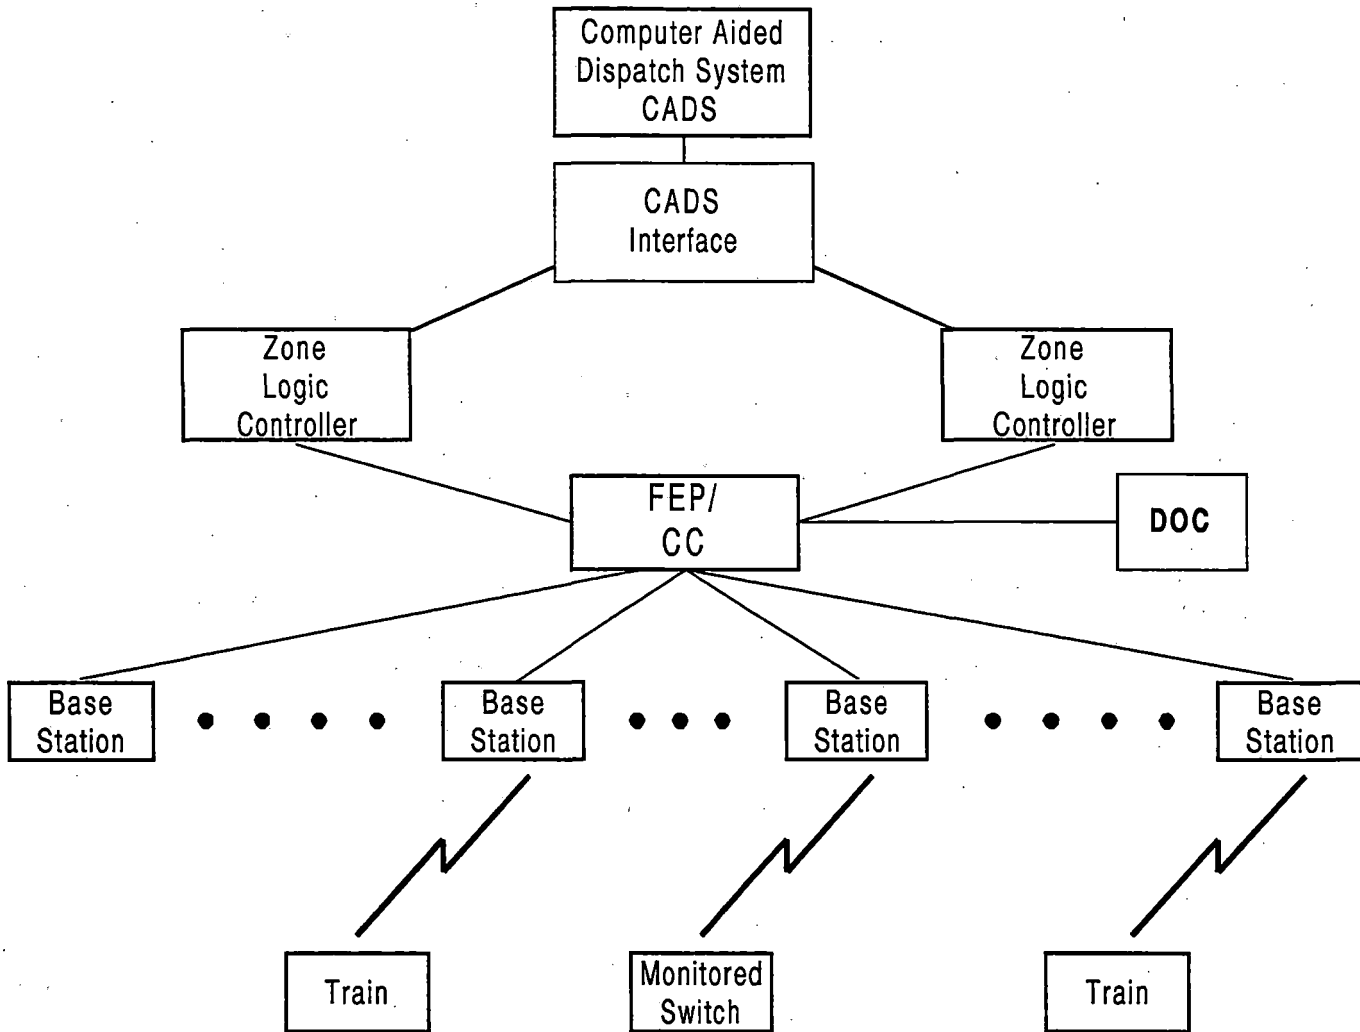 Computer Aided
Dispatch System
CADS
CADS
Interface
Zone
Logic
Controller
Zone
Logic
Controller
FEP/
CC
DOC
Base
Station
Base
Station
Base
Station
Base
Station
Train
Monitored
Switch
Train